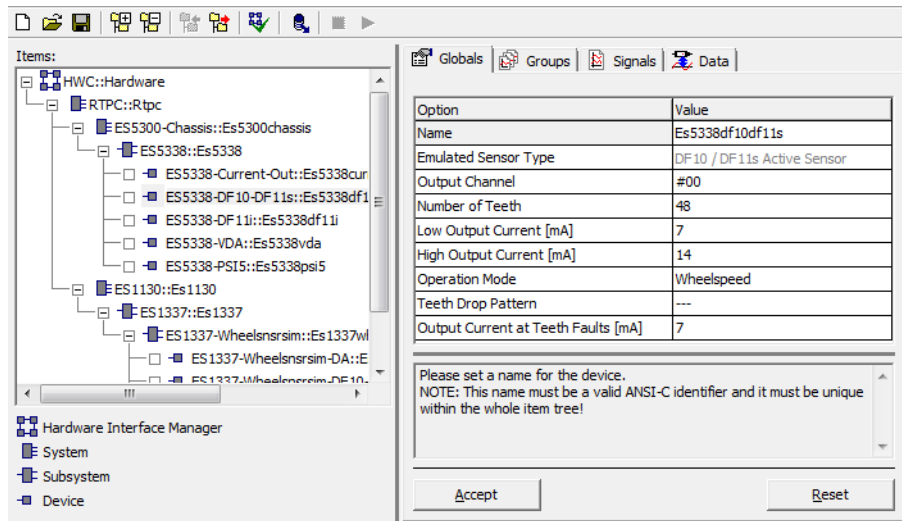 Items:
HWC::Hardware
RTPC::Rtpc
ES5300-Chassis::Es5300chassis
ES5338::Es5338
ES5338-Current-Out::Es5338cur
ES5338-DF10-DF11s::Es5338df1
ES5338-DF11i::Es5338df11i
ES5338-VDA::Es5338vda
ES5338-PSI5::Es5338psi5
ES1130::Es1130
ES1337::Es1337
ES1337-Wheelsnsrsim::Es1337wl
ES1337-Wheelsnsrsim-DA::E
ES1337-Wheelsnsrsim-DF10-
Hardware Interface Manager
System
Subsystem
Device
Globals Groups Signals Data
Option Value
Name Es5338df10df11s
Emulated Sensor Type DF10 / DF11s Active Sensor
Output Channel #00
Number of Teeth 48
Low Output Current [mA] 7
High Output Current [mA] 14
Operation Mode Wheelspeed
Teeth Drop Pattern ---
Output Current at Teeth Faults [mA] 7
Please set a name for the device.
NOTE: This name must be a valid ANSI-C identifier and it must be unique
within the whole item tree!
Accept Reset